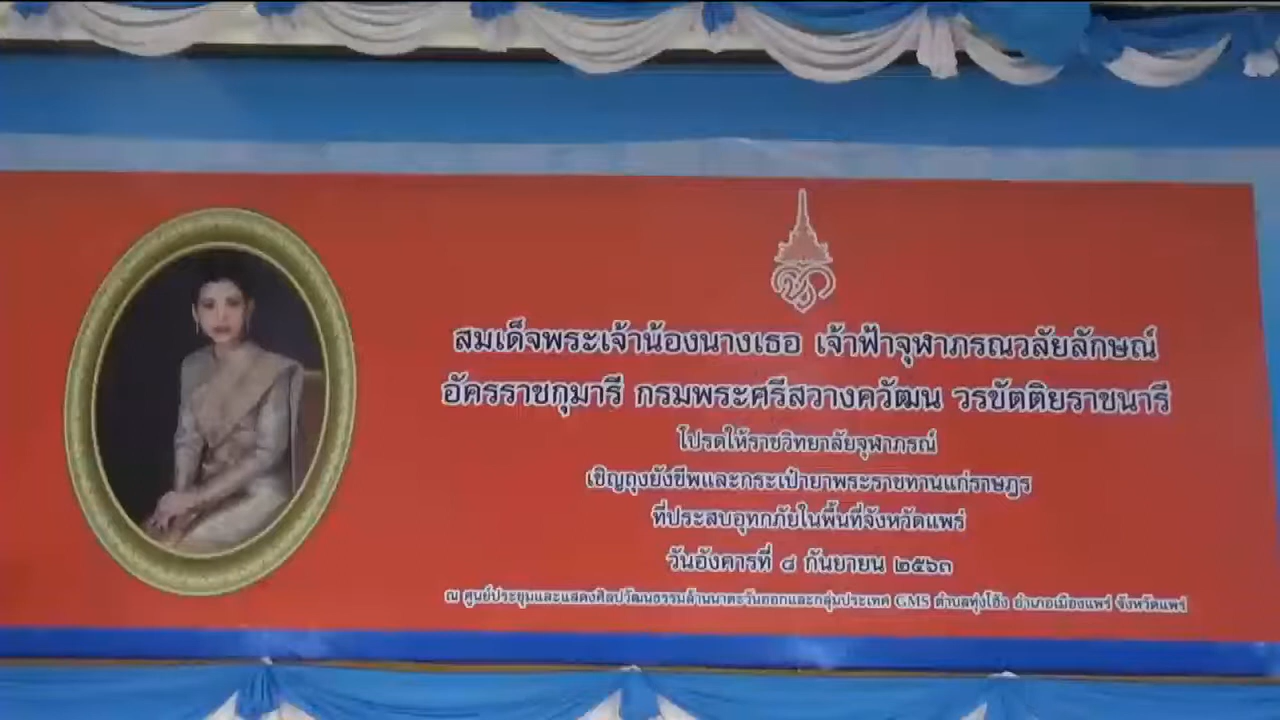 สมเด็จพระเจ้าน้องนางเธอ เจ้าฟ้าจุฬาภรณวลัยลักษณ์
อัครราชกุมารี กรมพระศรีสวางควัฒน วรขัตติยราชนารี
โปรดให้ราชวิทยาลัยจุฬาภรณ์
เชิญถุงยังชีพและกระเป๋ายาพระราชทานแก่ราษฎร
ที่ประสบอุทกภัยในพื้นที่จังหวัดแพร่
วันอังคารที่ ๘ กันยายน ๒๕๖๓
ณ ศูนย์ประชุมและแสดงศิลปวัฒนธรรมล้านนาตะวันออกและกลุ่มประเทศ GMS ตำบลทุ่งโฮ้ง อำเภอเมืองแพร่ จังหวัดแพร่